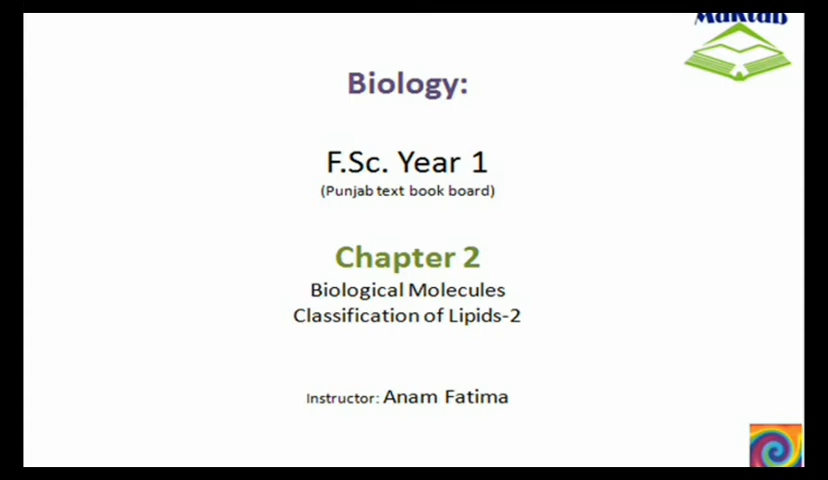 Maktab
Biology:
F.Sc. Year 1
(Punjab text book board)
Chapter 2
Biological Molecules
Classification of Lipids-2
Instructor: Anam Fatima